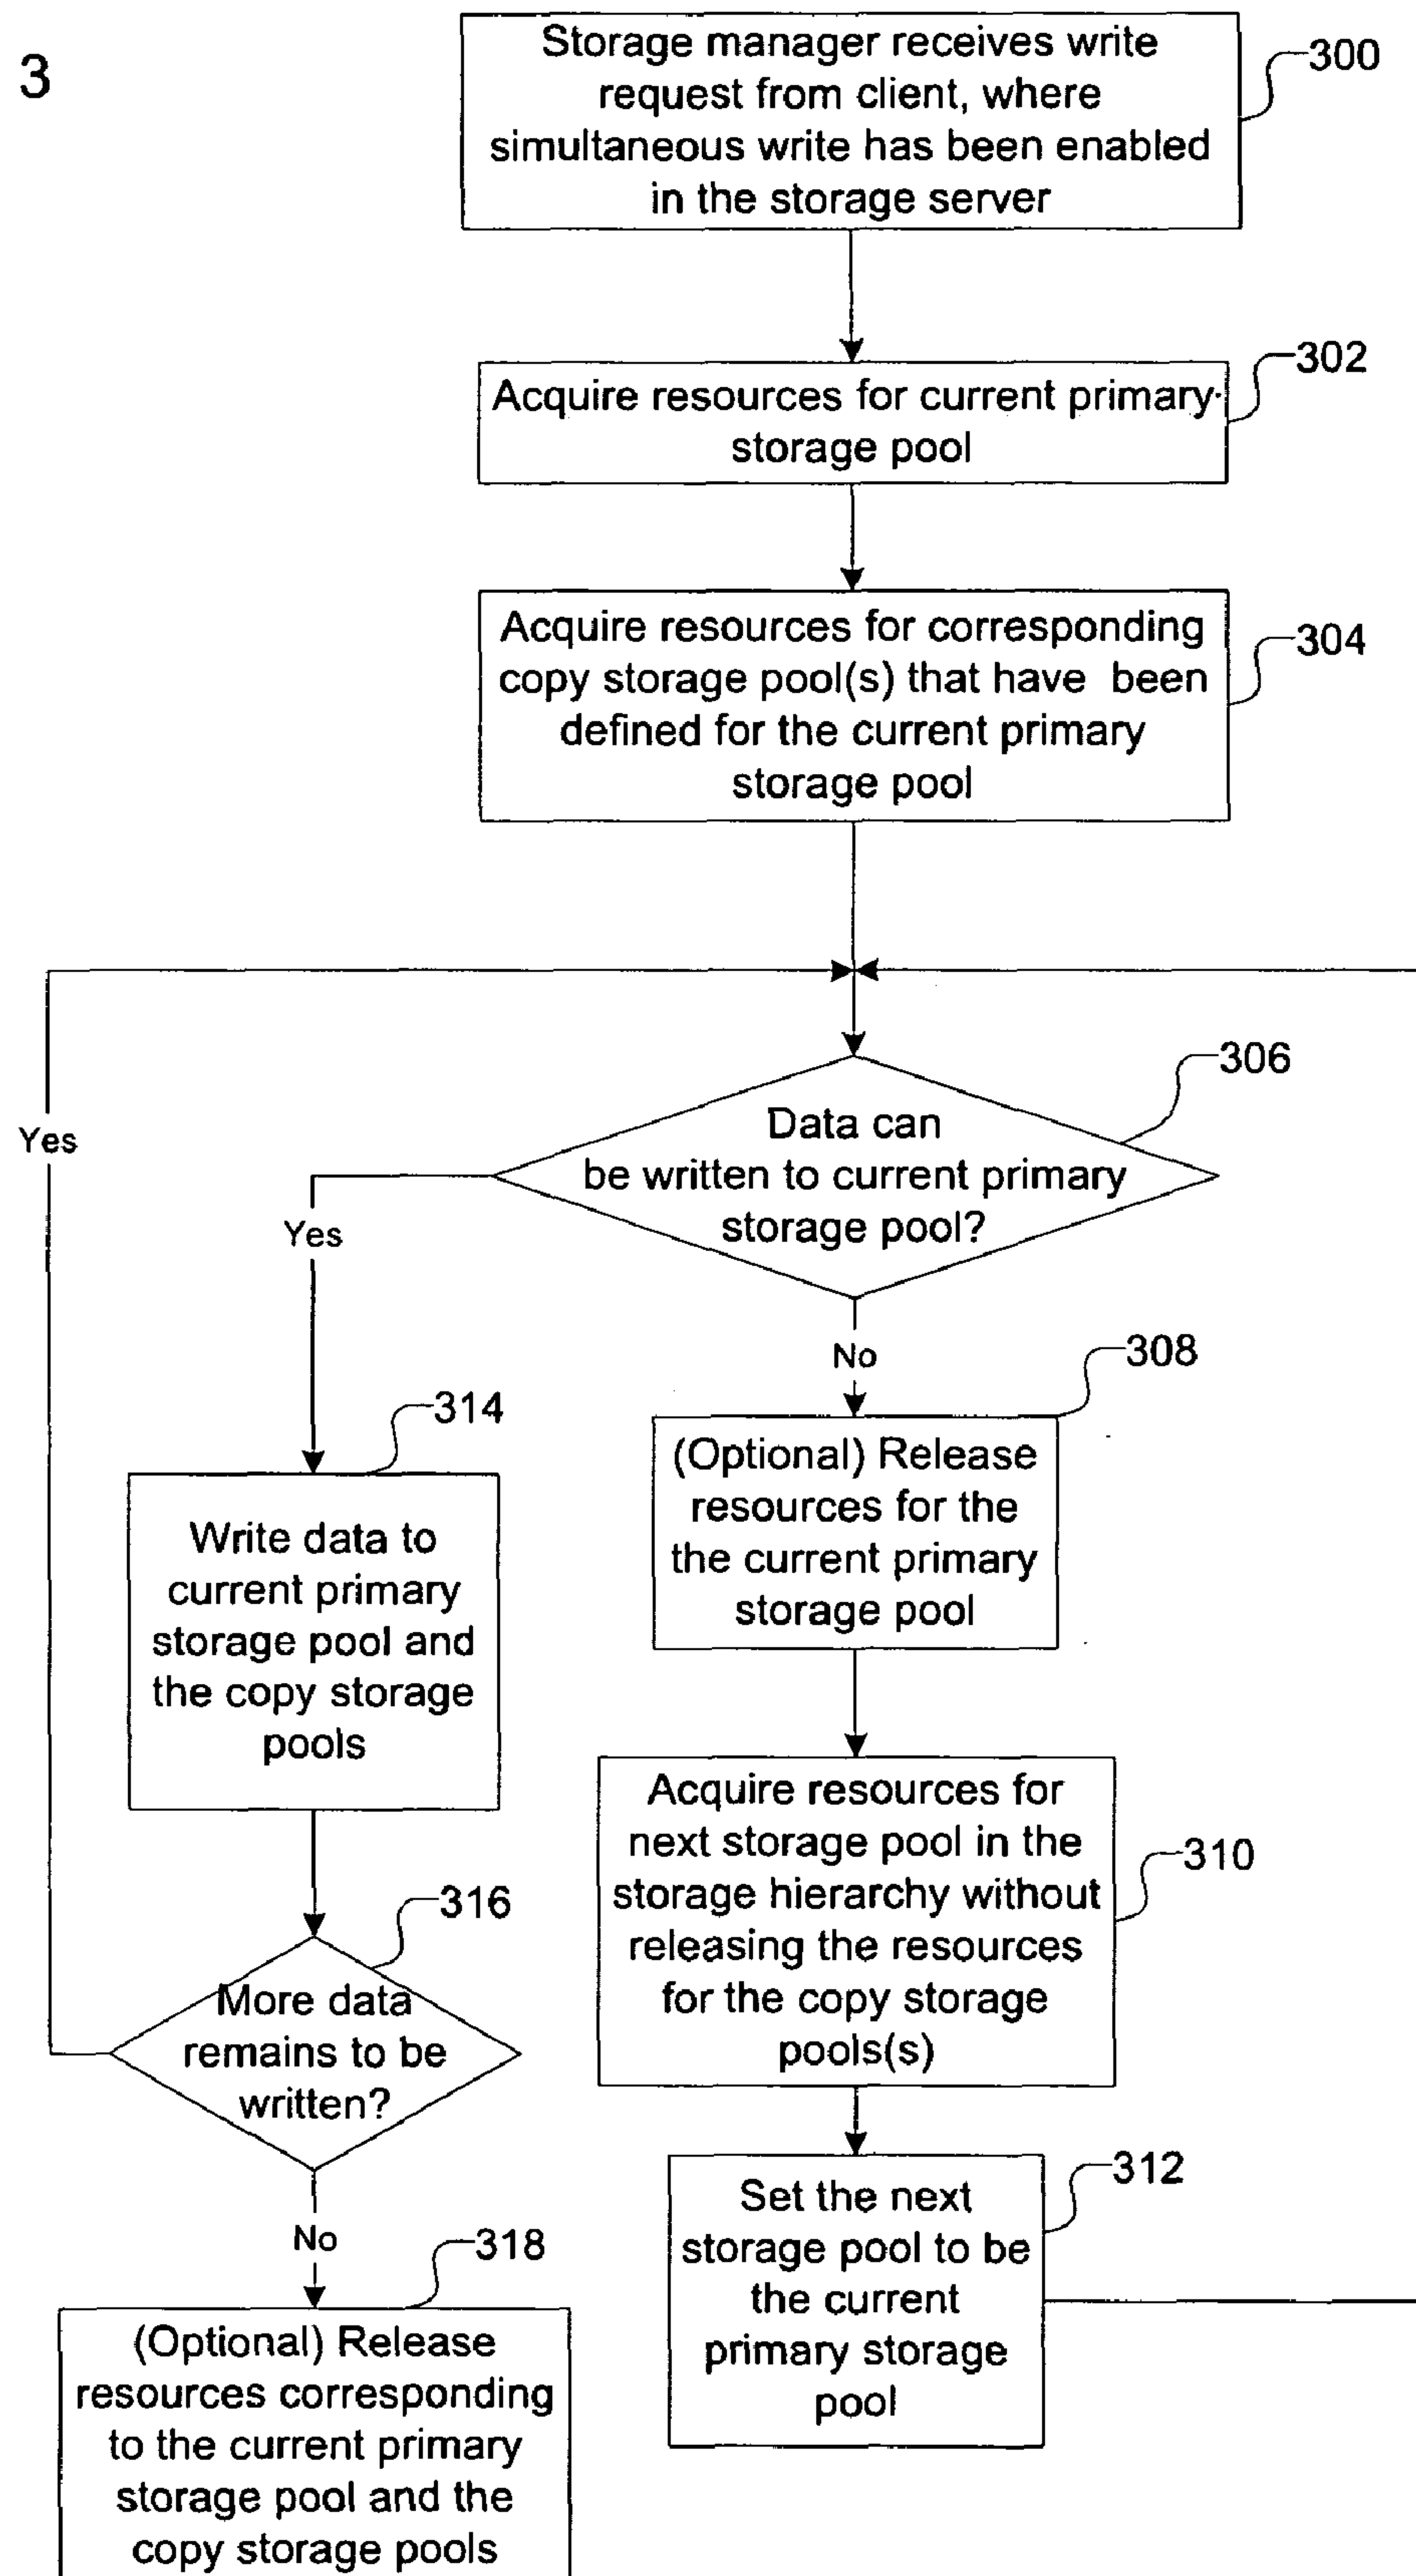 3
Storage manager receives write
request from client, where
simultaneous write has been enabled
in the storage server
300
Acquire resources for current primary
storage pool
302
Acquire resources for corresponding
copy storage pool(s) that have been
defined for the current primary
storage pool
304
Data can
be written to current primary
storage pool?
306
Yes
Yes
No
308
(Optional) Release
resources for the
the current primary
storage pool
314
Write data to
current primary
storage pool and
the copy storage
pools
Acquire resources for
next storage pool in the
storage hierarchy without
releasing the resources
for the copy storage
pools(s)
310
316
More data
remains to be
written?
312
Set the next
storage pool to be
the current
primary storage
pool
No
318
(Optional) Release
resources corresponding
to the current primary
storage pool and the
copy storage pools